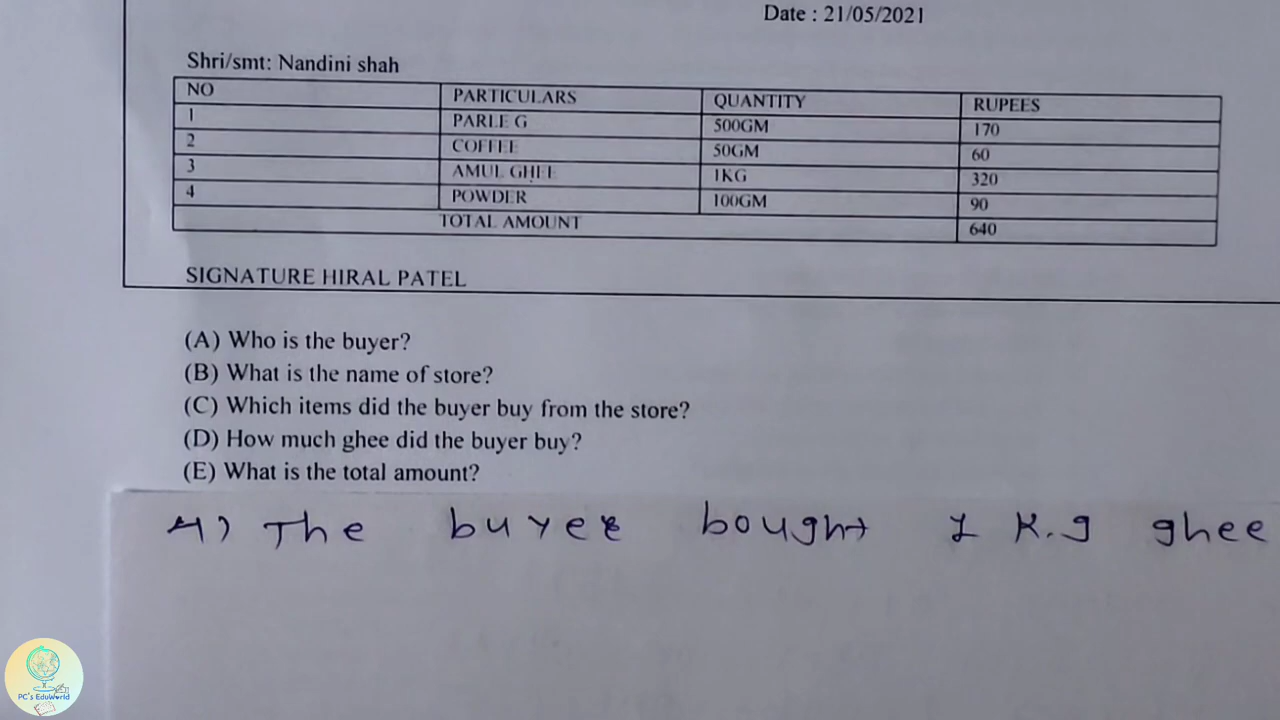 Date : 21/05/2021
Shri/smt: Nandini shah
NO PARTICULARS QUANTITY RUPEES
1 PARLE G 500GM 170
2 COFFEE 50GM 60
3 AMUL GHEE 1KG 320
4 POWDER 100GM 90
TOTAL AMOUNT 640
SIGNATURE HIRAL PATEL
(A) Who is the buyer?
(B) What is the name of store?
(C) Which items did the buyer buy from the store?
(D) How much ghee did the buyer buy?
(E) What is the total amount?
4) The buyer bought 1 K.g ghee
PC's EduWorld